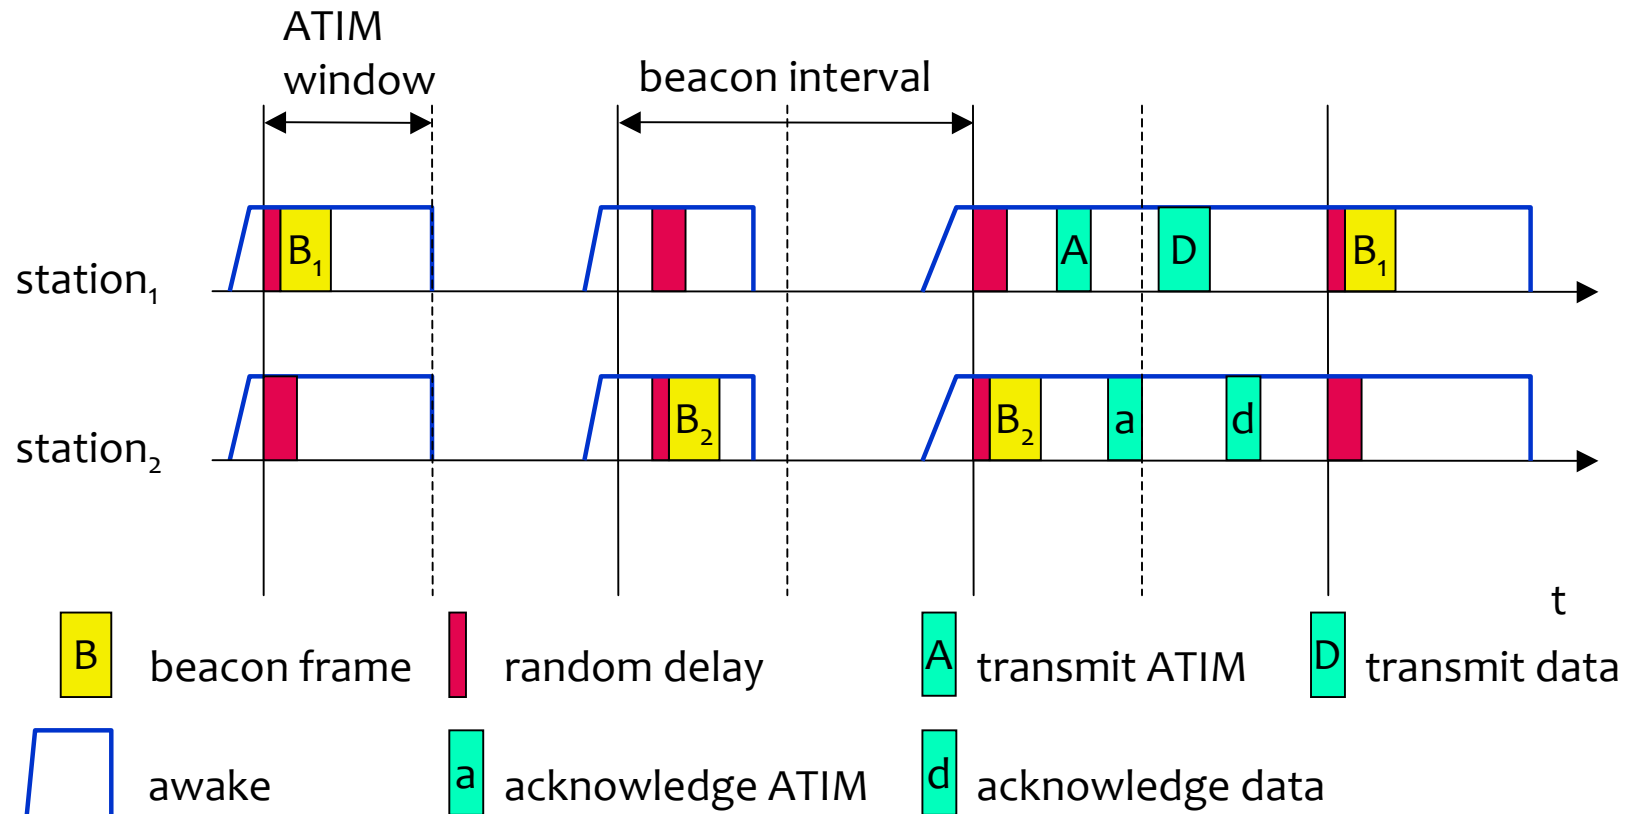 ATIM
window
beacon interval
station₁
B₁
A
D
B₁
station₂
B₂
B₂
a
d
t
B beacon frame
random delay
A transmit ATIM
D transmit data
awake
a acknowledge ATIM
d acknowledge data